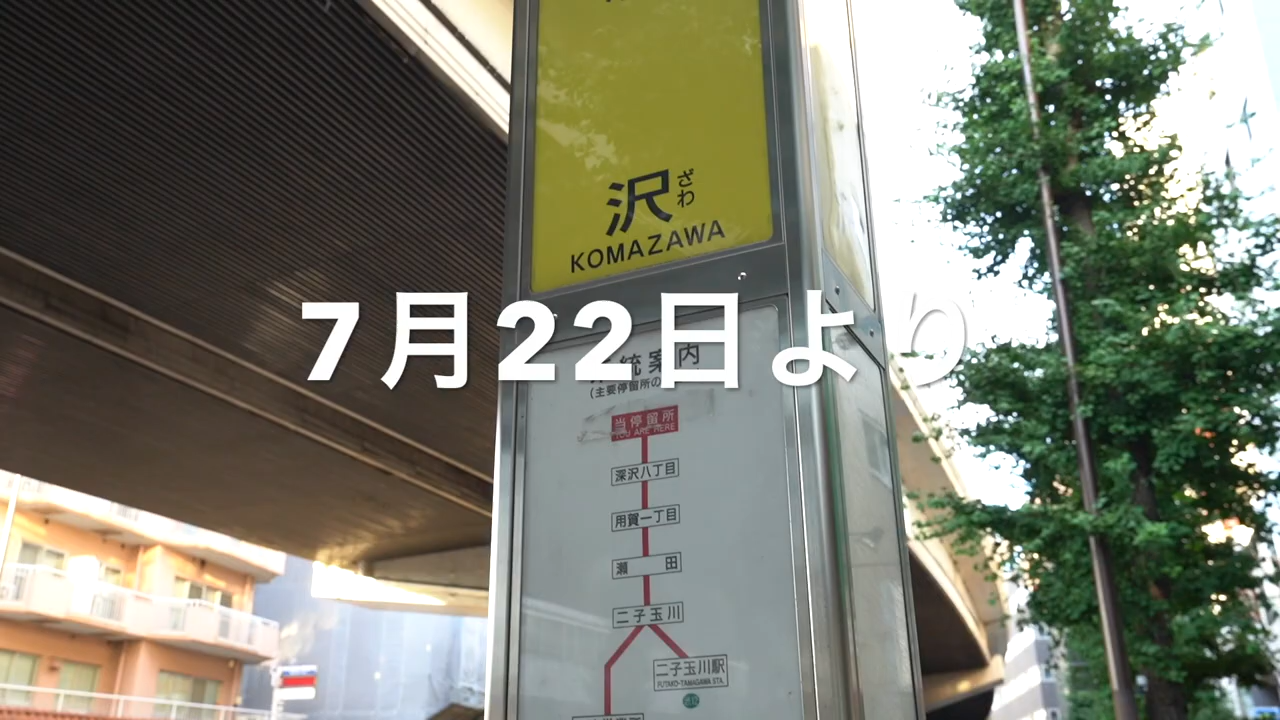 沢
ざわ
KOMAZAWA
7月22日より
統案内
(主要停留所の
当停留所
YOU ARE HERE
深沢八丁目
用賀一丁目
瀬田
二子玉川
二子玉川駅
FUTAKO-TAMAGAWA STA.